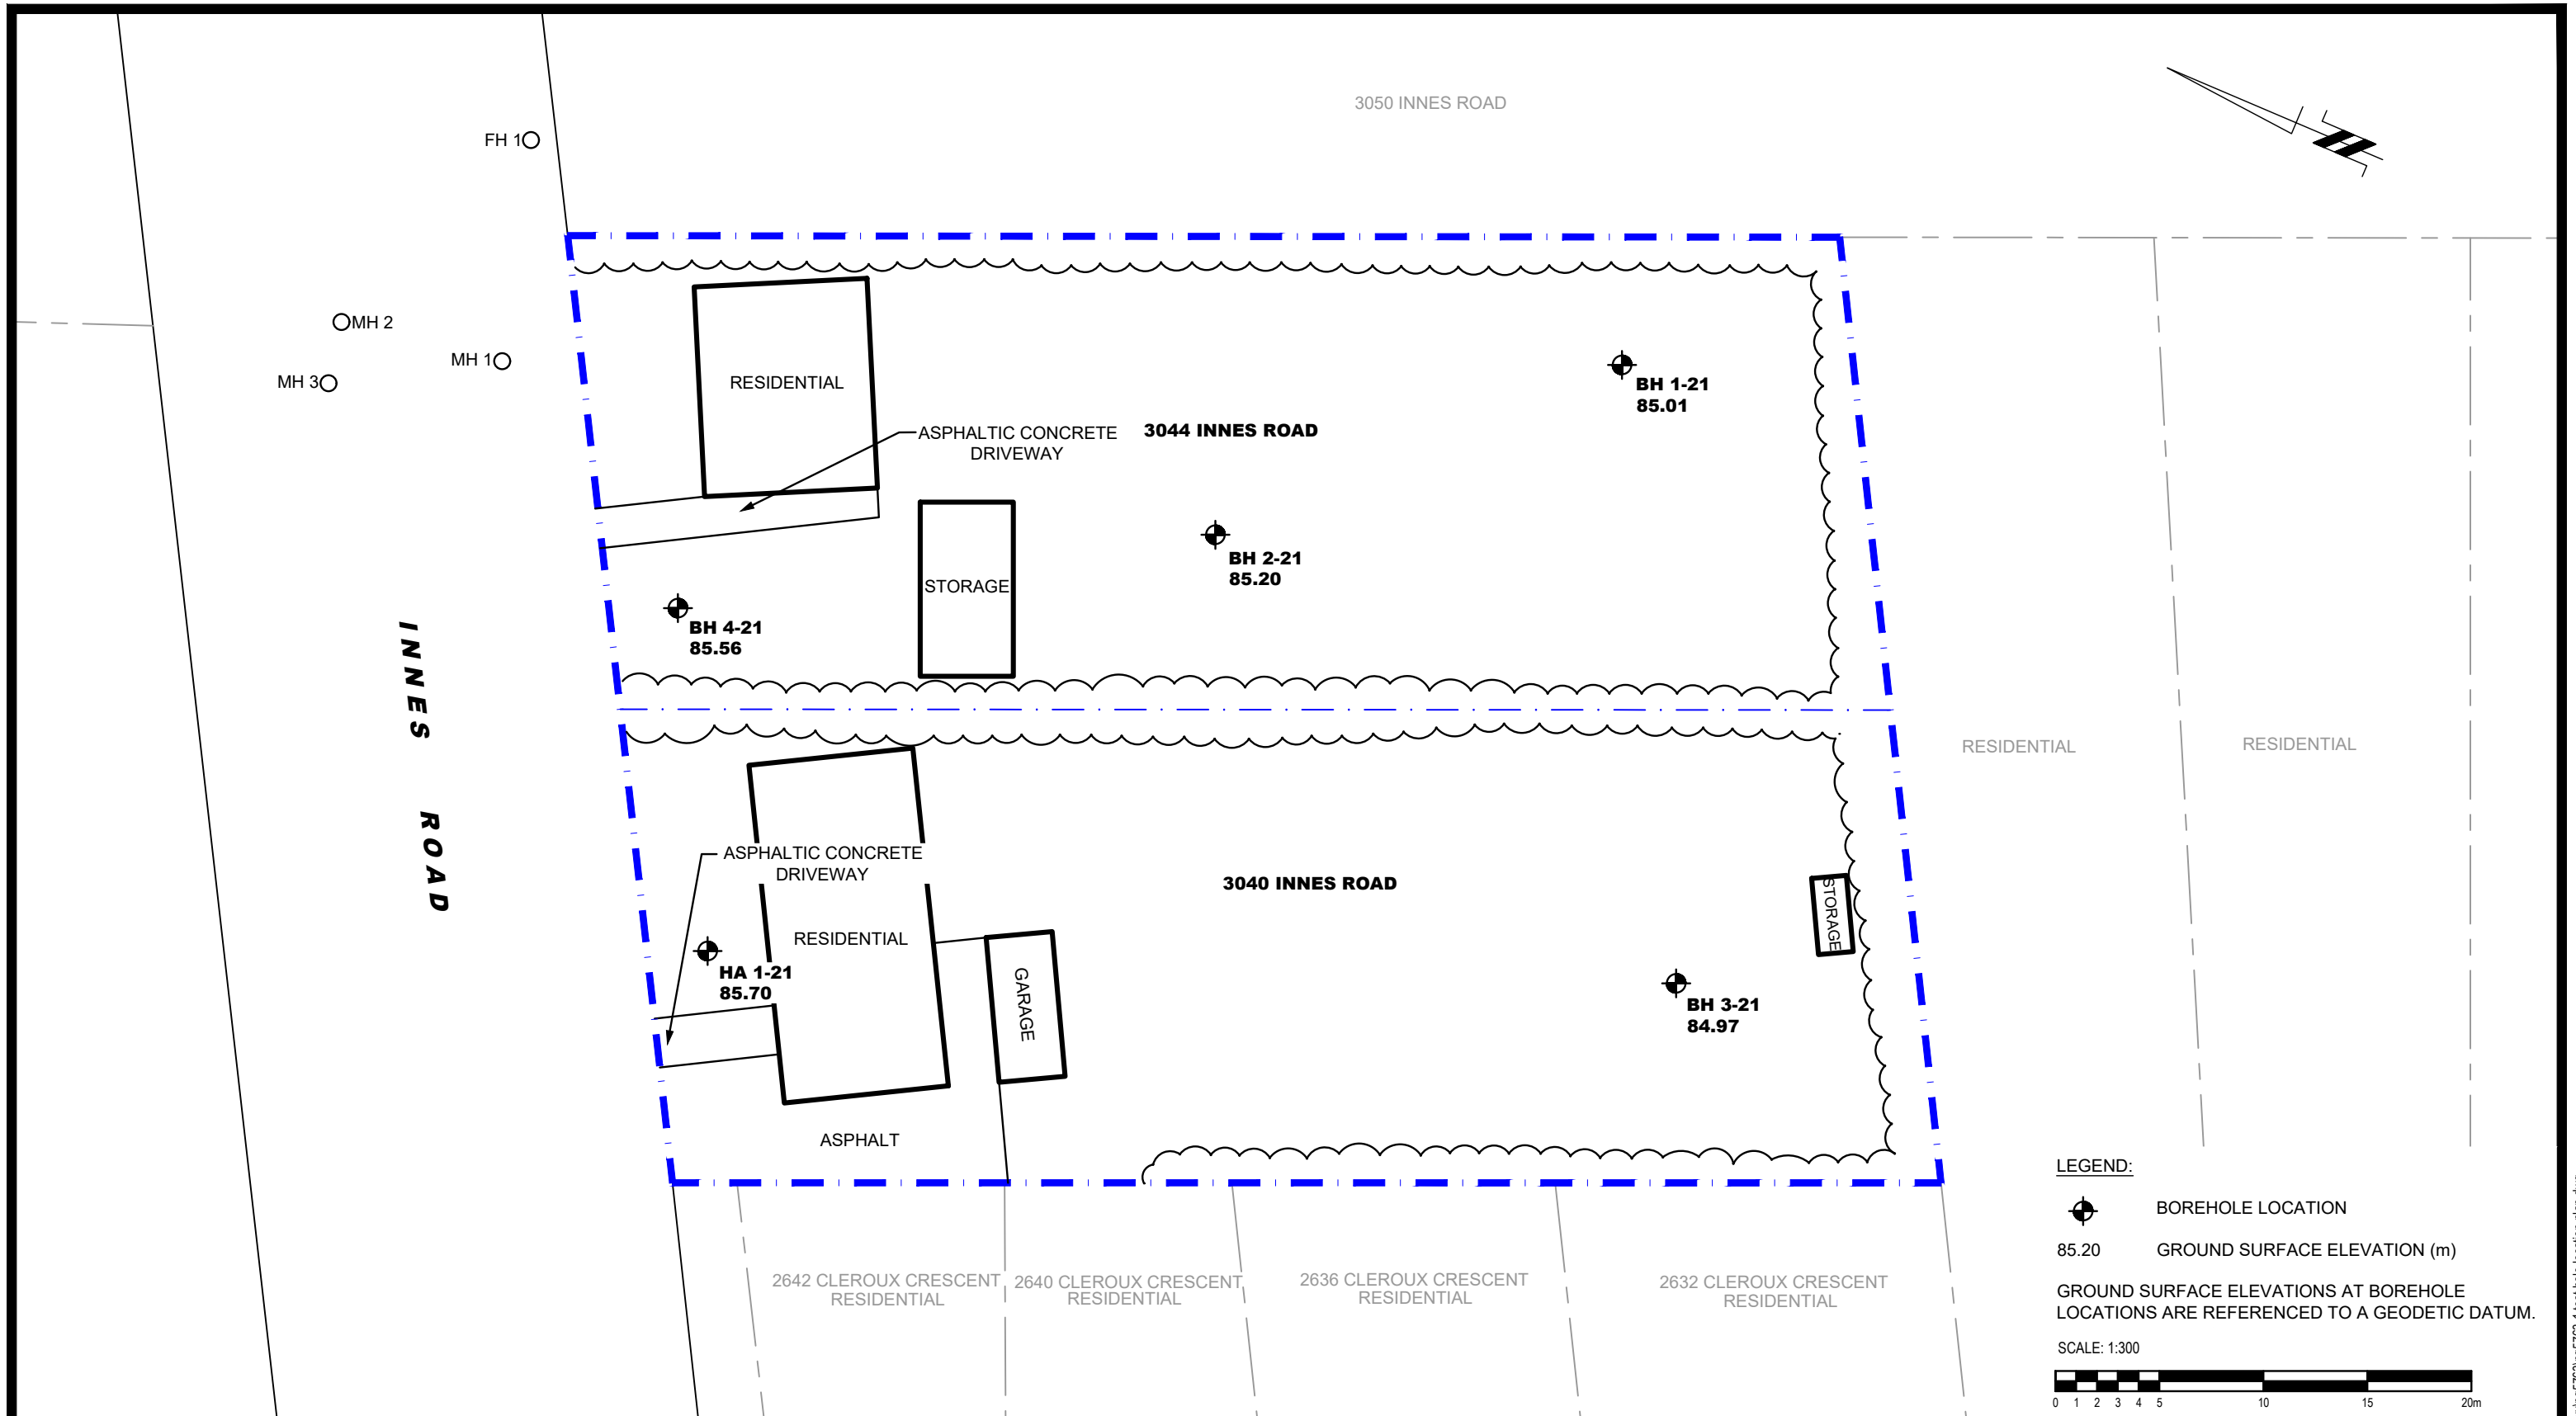 3050 INNES ROAD
FH 1
MH 2
MH 1
MH 3
RESIDENTIAL
BH 1-21
85.01
ASPHALTIC CONCRETE
DRIVEWAY
3044 INNES ROAD
BH 2-21
85.20
STORAGE
BH 4-21
85.56
INNES ROAD
RESIDENTIAL
RESIDENTIAL
ASPHALTIC CONCRETE
DRIVEWAY
3040 INNES ROAD
STORAGE
RESIDENTIAL
HA 1-21
85.70
GARAGE
BH 3-21
84.97
ASPHALT
2642 CLEROUX CRESCENT
RESIDENTIAL
2640 CLEROUX CRESCENT
RESIDENTIAL
2636 CLEROUX CRESCENT
RESIDENTIAL
2632 CLEROUX CRESCENT
RESIDENTIAL
LEGEND:
BOREHOLE LOCATION
85.20 GROUND SURFACE ELEVATION (m)
GROUND SURFACE ELEVATIONS AT BOREHOLE
LOCATIONS ARE REFERENCED TO A GEODETIC DATUM.
SCALE: 1:300
0 1 2 3 4 5 10 15 20m